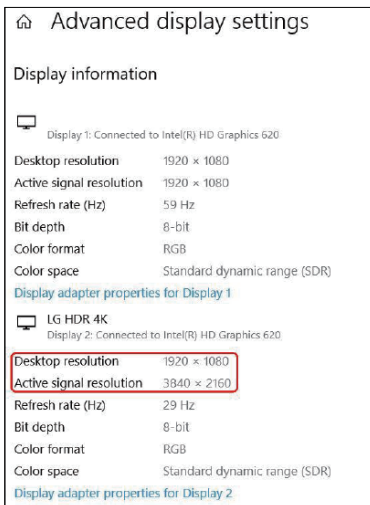 Advanced display settings
Display information
Display 1: Connected to Intel(R) HD Graphics 620
Desktop resolution 1920 × 1080
Active signal resolution 1920 × 1080
Refresh rate (Hz) 59 Hz
Bit depth 8-bit
Color format RGB
Color space Standard dynamic range (SDR)
Display adapter properties for Display 1
LG HDR 4K
Display 2: Connected to Intel(R) HD Graphics 620
Desktop resolution 1920 × 1080
Active signal resolution 3840 × 2160
Refresh rate (Hz) 29 Hz
Bit depth 8-bit
Color format RGB
Color space Standard dynamic range (SDR)
Display adapter properties for Display 2